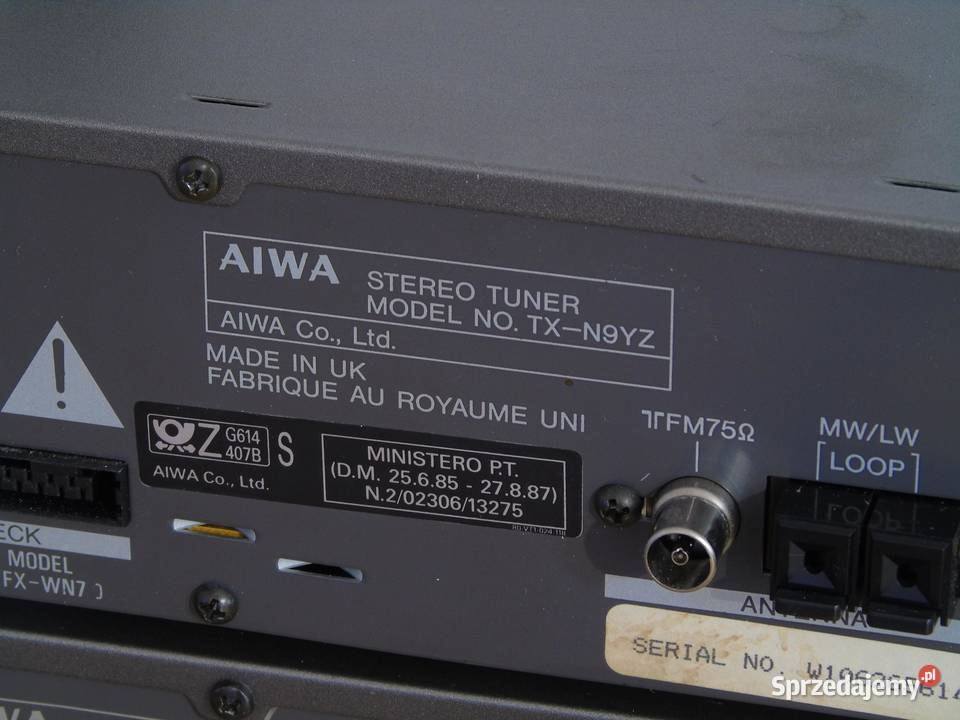 AIWA STEREO TUNER
MODEL NO. TX-N9YZ
AIWA Co., Ltd.
MADE IN UK
FABRIQUE AU ROYAUME UNI
Z G614 407B S
AIWA Co., Ltd.
MINISTERO P.T.
(D.M. 25.6.85 - 27.8.87)
N.2/02306/13275
FM75Ω
MW/LW
LOOP
LOOP
ECK
MODEL
FX-WN7 )
ANTENNA
SERIAL NO.
Sprzedajemy.pl